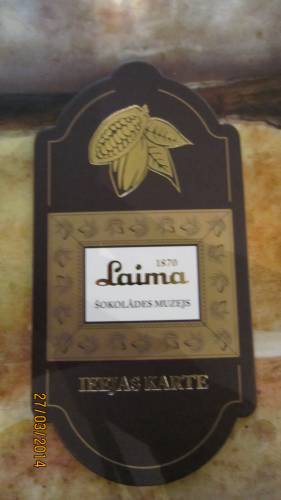 1870
Laima
ŠOKOLĀDES MUZEJS
IEEJAS KARTE
27/03/2014